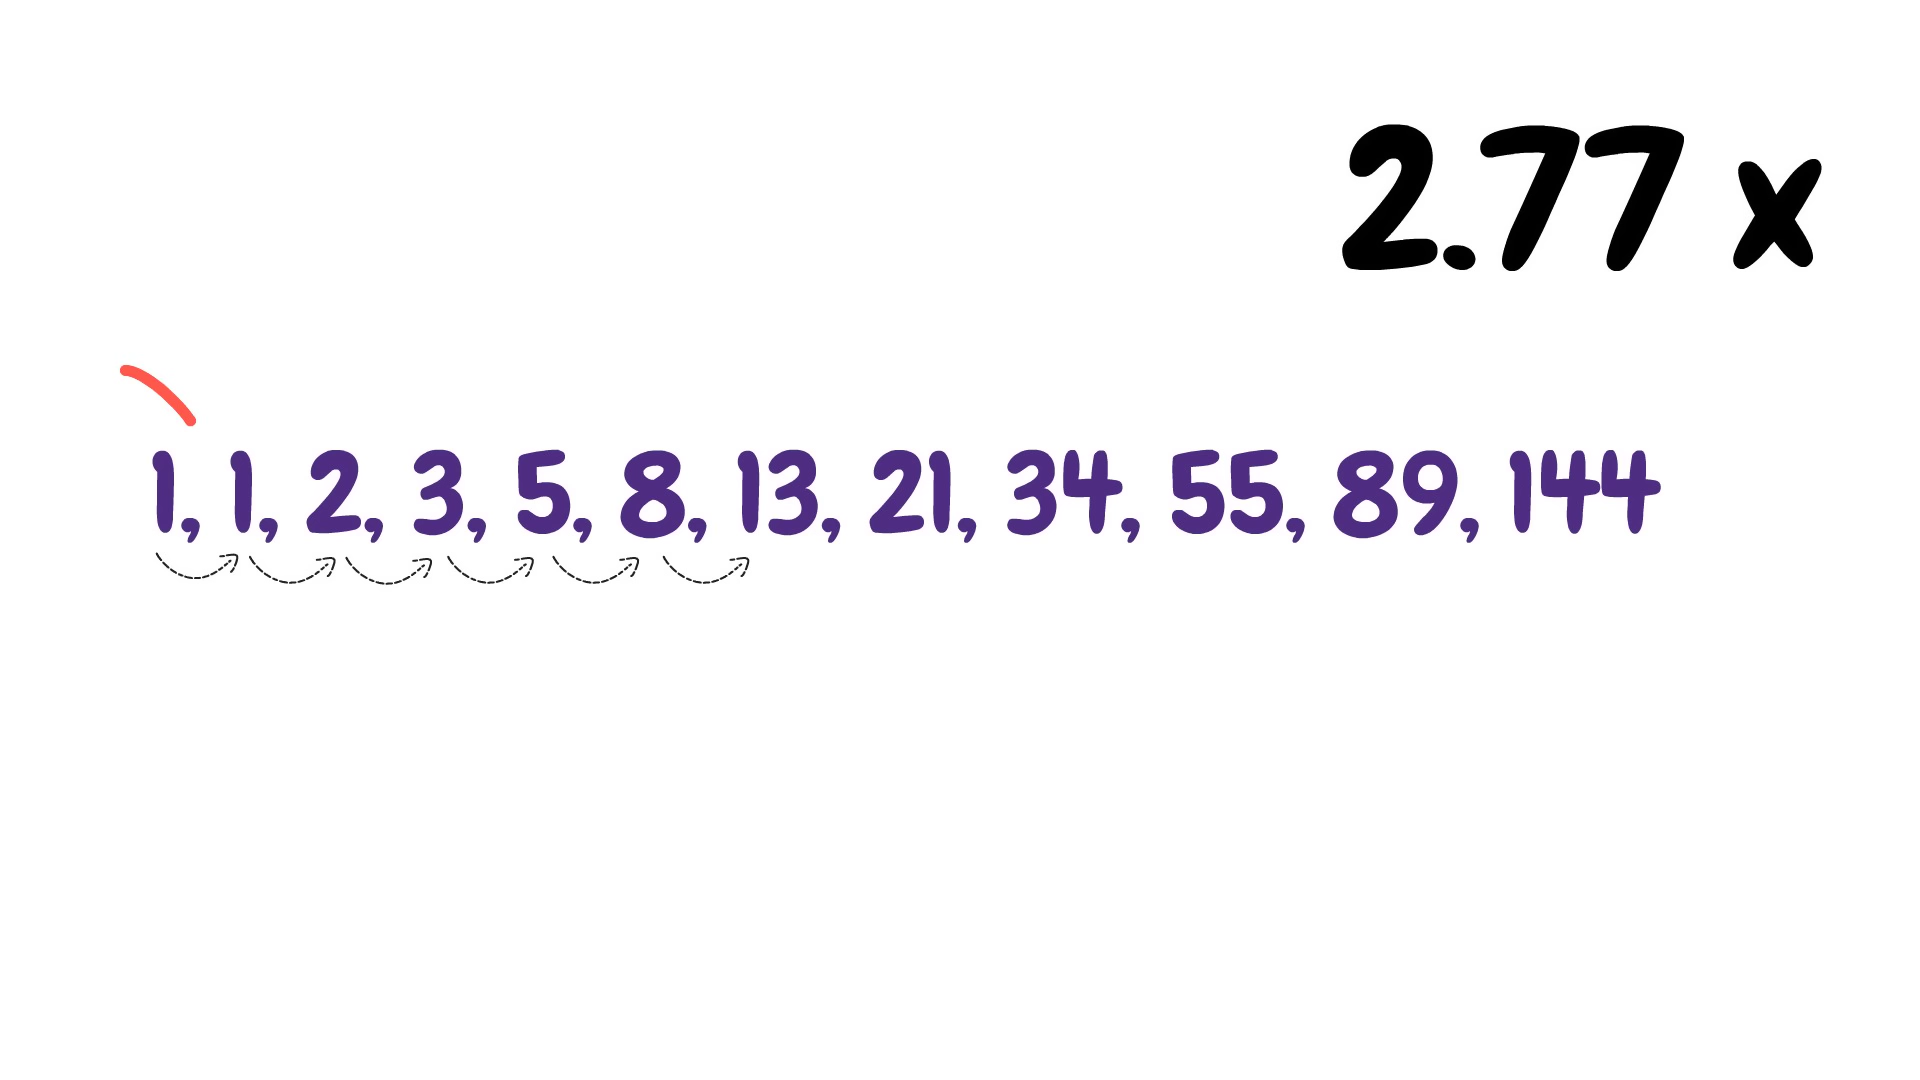 2.77 x
1, 1, 2, 3, 5, 8, 13, 21, 34, 55, 89, 144